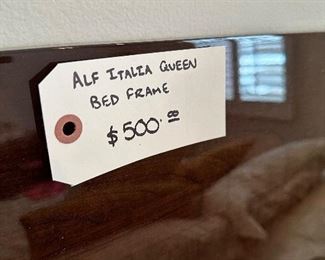 ALF ITALIA QUEEN
BED FRAME
$500.00